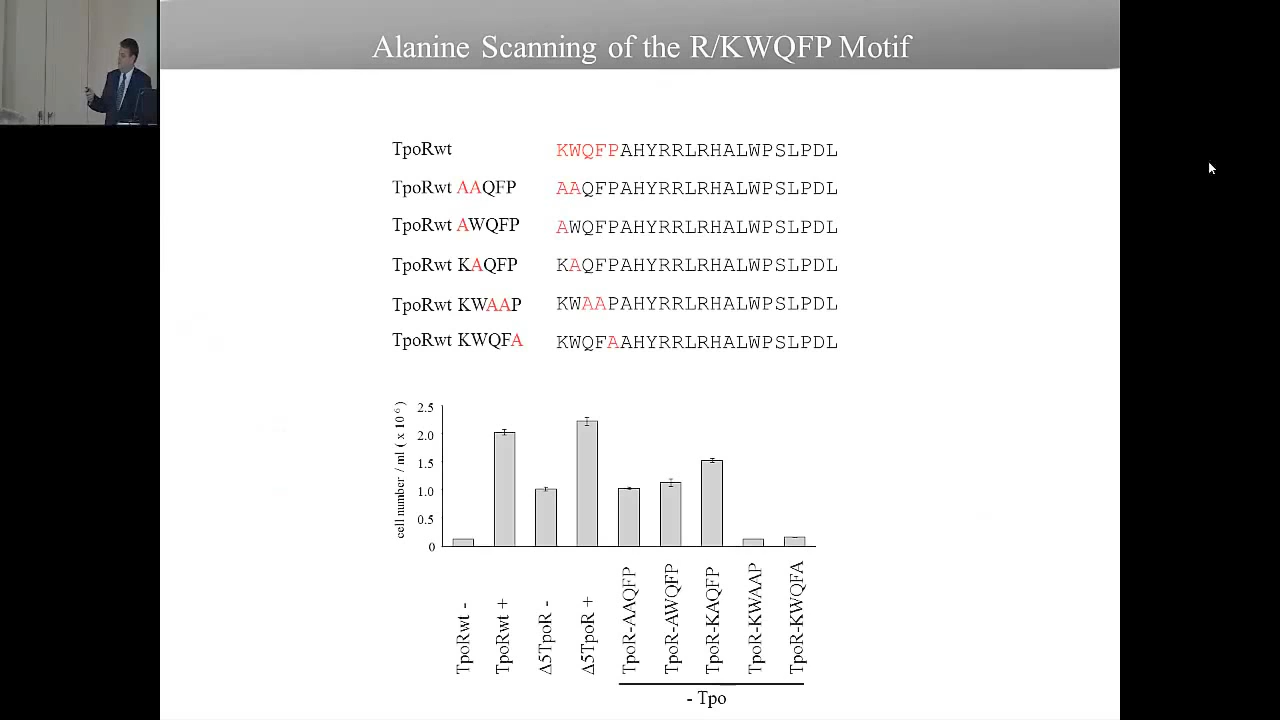 Alanine Scanning of the R/KWQFP Motif
TpoRwt KWQFPAHYRRLRHALWPSLPDL
TpoRwt AAQFP AAQFPAHYRRLRHALWPSLPDL
TpoRwt AWQFP AWQFPAHYRRLRHALWPSLPDL
TpoRwt KAQFP KAQFPAHYRRLRHALWPSLPDL
TpoRwt KWAAP KWAAPAHYRRLRHALWPSLPDL
TpoRwt KWQFA KWQFAAHYRRLRHALWPSLPDL
cell number / ml ( x 10⁶ )
2.5
2.0
1.5
1.0
0.5
0
TpoRwt -
TpoRwt +
Δ5TpoR -
Δ5TpoR +
TpoR-AAQFP
TpoR-AWQFP
TpoR-KAQFP
TpoR-KWAAP
TpoR-KWQFA
- Tpo